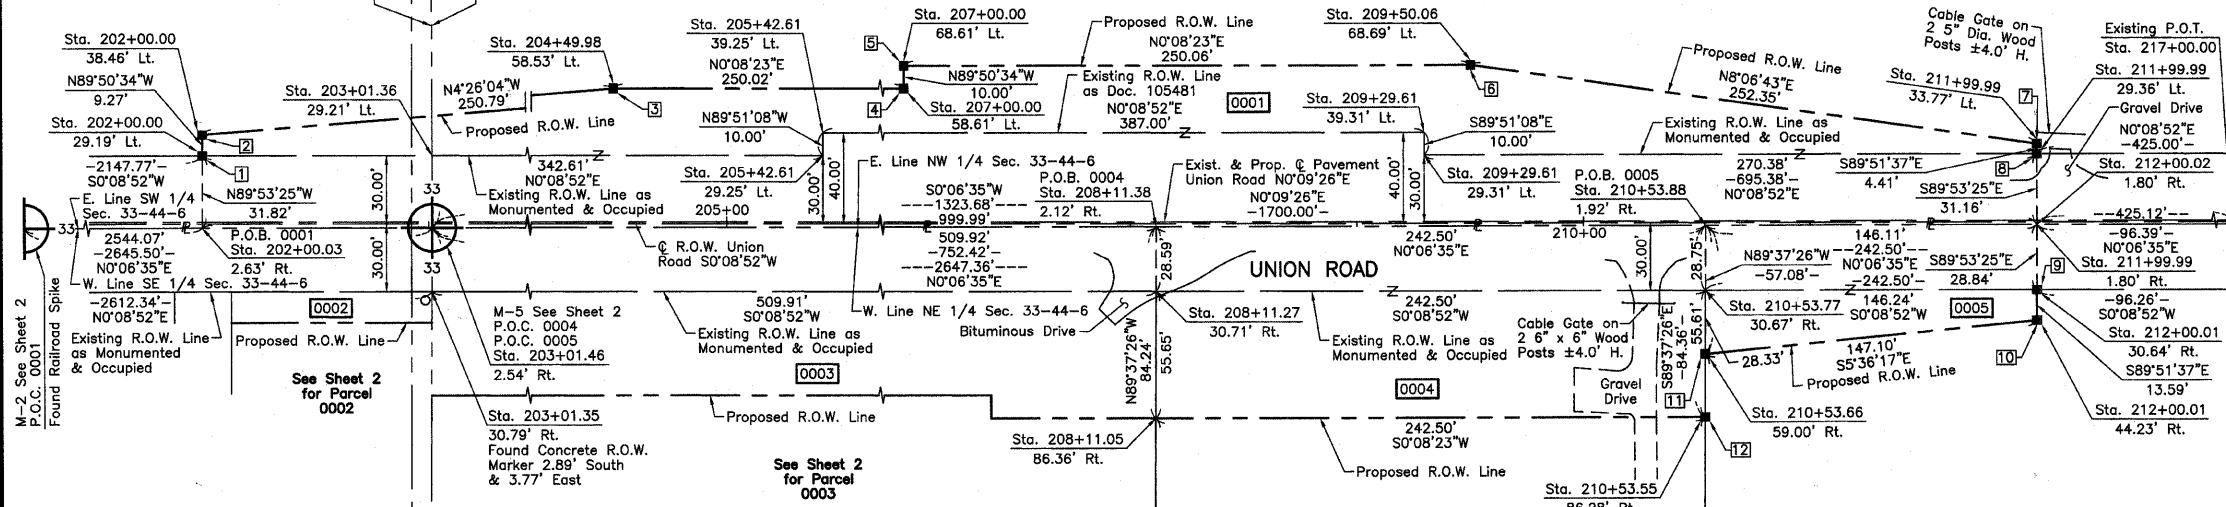 Sta. 202+00.00
38.46' Lt.
N89°50'34"W
9.27'
Sta. 202+00.00
29.19' Lt.
2
1
-2147.77'-
S0°08'52"W
E. Line SW 1/4
Sec. 33-44-6
N89°53'25"W
31.82'
33
2544.07'
-2645.50'-
N0°06'35"E
W. Line SE 1/4 Sec. 33-44-6
-2612.34'-
N0°08'52"E
P.O.B. 0001
Sta. 202+00.03
2.63' Rt.
M-2 See Sheet 2
P.O.C. 0001
Found Railroad Spike
Existing R.O.W. Line
as Monumented
& Occupied
0002
Proposed R.O.W. Line
See Sheet 2
for Parcel
0002
Sta. 203+01.36
29.21' Lt.
30.00'
30.00'
33
33
Sta. 204+49.98
58.53' Lt.
N4°26'04"W
250.79'
Proposed R.O.W. Line
3
342.61'
N0°08'52"E
Existing R.O.W. Line as
Monumented & Occupied
205+00
℄ R.O.W. Union
Road S0°08'52"W
M-5 See Sheet 2
P.O.C. 0004
P.O.C. 0005
Sta. 203+01.46
2.54' Rt.
Sta. 203+01.35
30.79' Rt.
Found Concrete R.O.W.
Marker 2.89' South
& 3.77' East
509.91'
S0°08'52"W
Existing R.O.W. Line as
Monumented & Occupied
0003
Proposed R.O.W. Line
See Sheet 2
for Parcel
0003
Sta. 205+42.61
39.25' Lt.
N0°08'23"E
250.02'
N89°51'08"W
10.00'
Sta. 205+42.61
29.25' Lt.
30.00'
40.00'
5
4
Sta. 207+00.00
68.61' Lt.
N89°50'34"W
10.00'
Sta. 207+00.00
58.61' Lt.
Proposed R.O.W. Line
N0°08'23"E
250.06'
Existing R.O.W. Line
as Doc. 105481
N0°08'52"E
387.00'
0001
E. Line NW 1/4 Sec. 33-44-6
S0°06'35"W
---1323.68'----
999.99'
509.92'
-752.42'-
----2647.36'----
N0°06'35"E
W. Line NE 1/4 Sec. 33-44-6
P.O.B. 0004
Sta. 208+11.38
2.12' Rt.
Exist. & Prop. ℄ Pavement
Union Road N0°09'26"E
N0°09'26"E
-1700.00'-
28.59'
UNION ROAD
Bituminous Drive
Sta. 208+11.27
30.71' Rt.
N89°37'26"W
84.24'
55.65'
Sta. 208+11.05
86.36' Rt.
Sta. 209+50.06
68.69' Lt.
6
Sta. 209+29.61
39.31' Lt.
S89°51'08"E
10.00'
Sta. 209+29.61
29.31' Lt.
40.00'
30.00'
242.50'
N0°06'35"E
242.50'
S0°08'52"W
Existing R.O.W. Line as
Monumented & Occupied
0004
242.50'
S0°08'23"W
Proposed R.O.W. Line
P.O.B. 0005
Sta. 210+53.88
1.92' Rt.
210+00
30.00'
28.75'
Cable Gate on
2 6" x 6" Wood
Posts ±4.0' H.
Gravel
Drive
S89°37'26"E
-84.36'-
55.61'
11
12
Sta. 210+53.55
86.28' Rt.
Proposed R.O.W. Line
N8°06'43"E
252.35'
Existing R.O.W. Line as
Monumented & Occupied
270.38'
-695.38'-
N0°08'52"E
N89°37'26"W
-57.08'-
Sta. 210+53.77
30.67' Rt.
28.33'
Sta. 210+53.66
59.00' Rt.
146.11'
--242.50'--
N0°06'35"E
-242.50'-
146.24'
S0°08'52"W
147.10'
S5°36'17"E
Proposed R.O.W. Line
0005
Cable Gate on
2 5" Dia. Wood
Posts ±4.0' H.
Sta. 211+99.99
33.77' Lt.
7
8
S89°51'37"E
4.41'
S89°53'25"E
31.16'
S89°53'25"E
28.84'
9
10
Existing P.O.T.
Sta. 217+00.00
Sta. 211+99.99
29.36' Lt.
Gravel Drive
N0°08'52"E
-425.00'-
Sta. 212+00.02
1.80' Rt.
--425.12'--
-96.39'-
N0°06'35"E
Sta. 211+99.99
1.80' Rt.
-96.26'-
S0°08'52"W
Sta. 212+00.01
30.64' Rt.
S89°51'37"E
13.59'
Sta. 212+00.01
44.23' Rt.